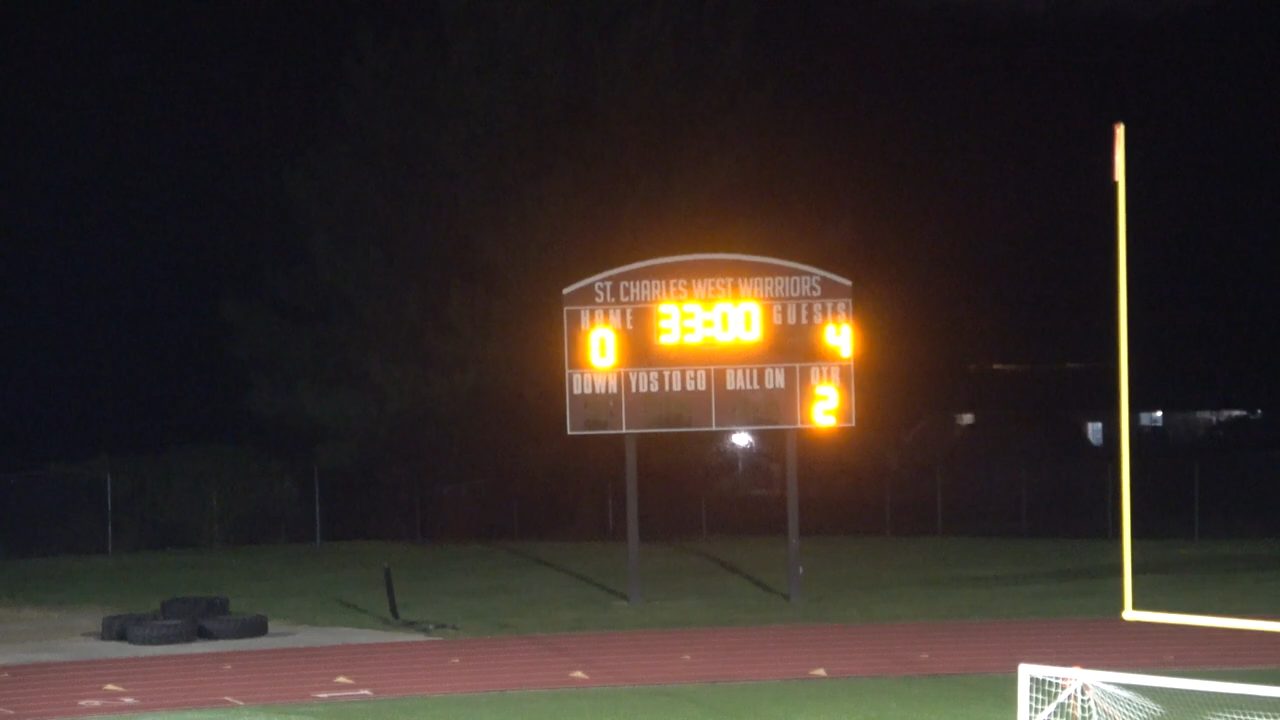 ST. CHARLES WEST WARRIORS
HOME 33:00 GUESTS
0 4
DOWN YDS TO GO BALL ON QTR
2